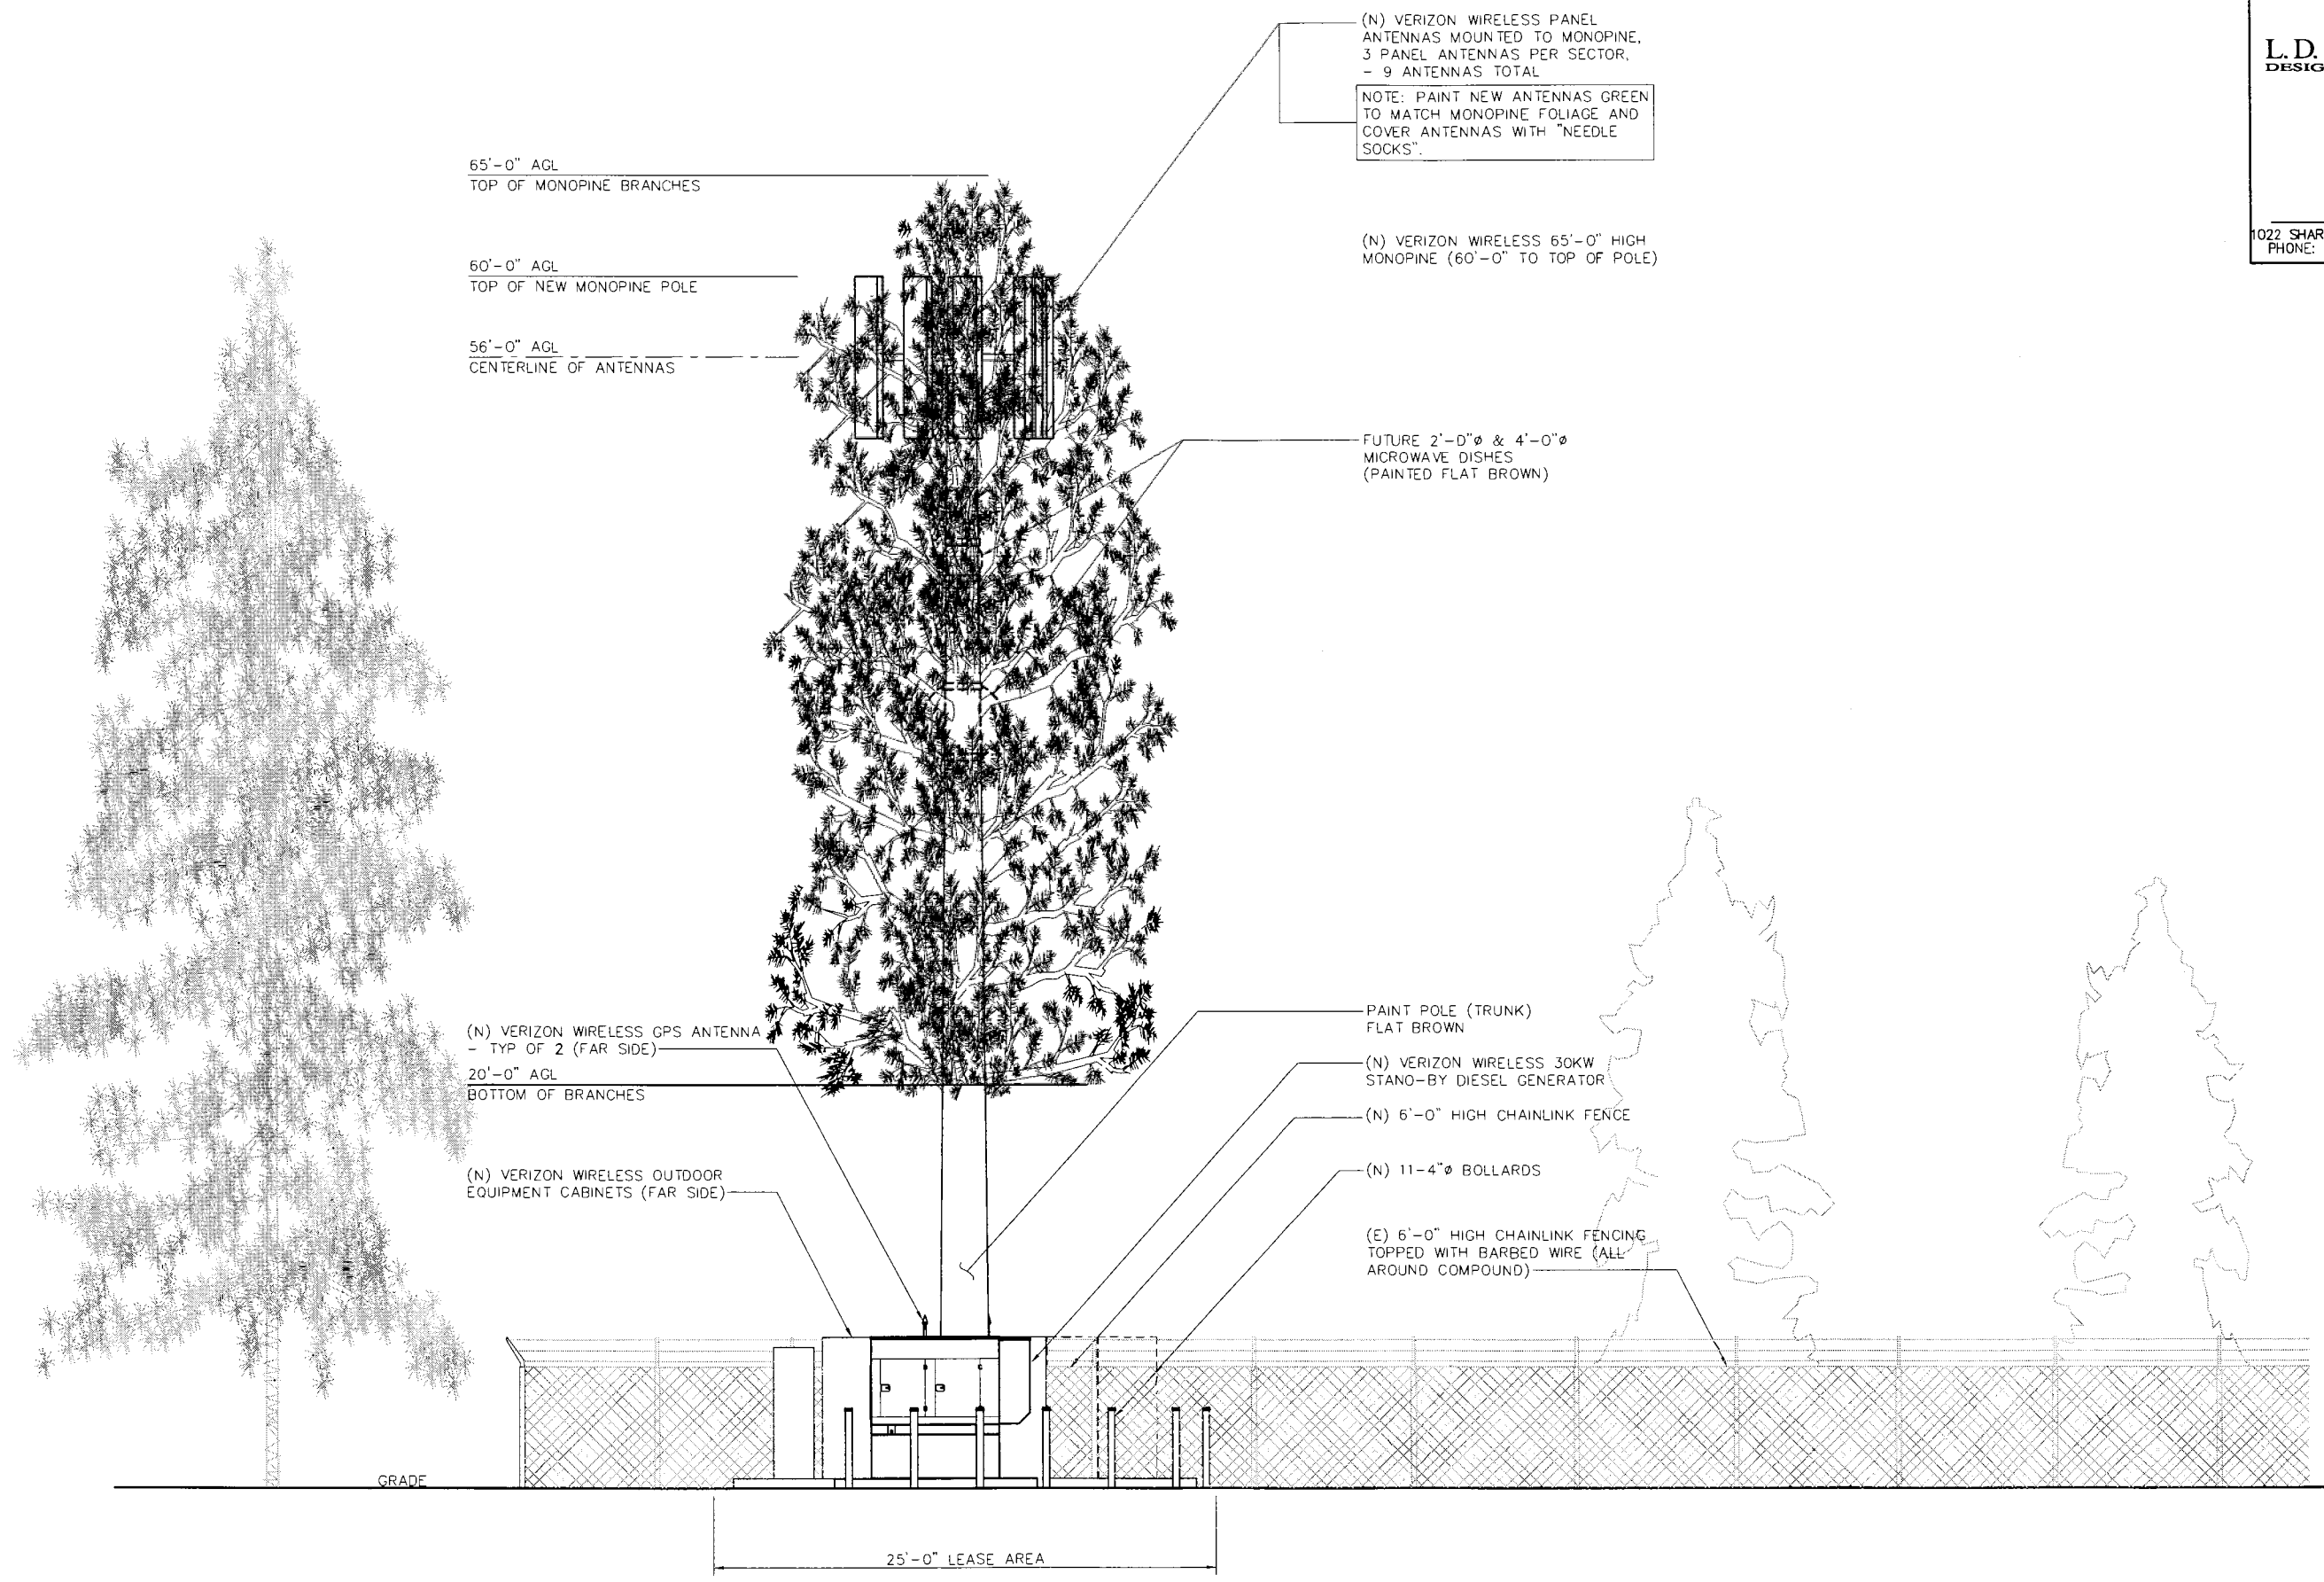 (N) VERIZON WIRELESS PANEL
ANTENNAS MOUNTED TO MONOPINE,
3 PANEL ANTENNAS PER SECTOR,
- 9 ANTENNAS TOTAL
NOTE: PAINT NEW ANTENNAS GREEN
TO MATCH MONOPINE FOLIAGE AND
COVER ANTENNAS WITH "NEEDLE
SOCKS".
L.D.
DESIG
65'-0" AGL
TOP OF MONOPINE BRANCHES
(N) VERIZON WIRELESS 65'-0" HIGH
MONOPINE (60'-0" TO TOP OF POLE)
1022 SHAR
PHONE:
60'-0" AGL
TOP OF NEW MONOPINE POLE
56'-0" AGL
CENTERLINE OF ANTENNAS
FUTURE 2'-0"ø & 4'-0"ø
MICROWAVE DISHES
(PAINTED FLAT BROWN)
(N) VERIZON WIRELESS GPS ANTENNA
- TYP OF 2 (FAR SIDE)
20'-0" AGL
BOTTOM OF BRANCHES
(N) VERIZON WIRELESS OUTDOOR
EQUIPMENT CABINETS (FAR SIDE)
PAINT POLE (TRUNK)
FLAT BROWN
(N) VERIZON WIRELESS 30KW
STANO-BY DIESEL GENERATOR
(N) 6'-0" HIGH CHAINLINK FENCE
(N) 11-4"ø BOLLARDS
(E) 6'-0" HIGH CHAINLINK FENCING
TOPPED WITH BARBED WIRE (ALL
AROUND COMPOUND)
GRADE
25'-0" LEASE AREA